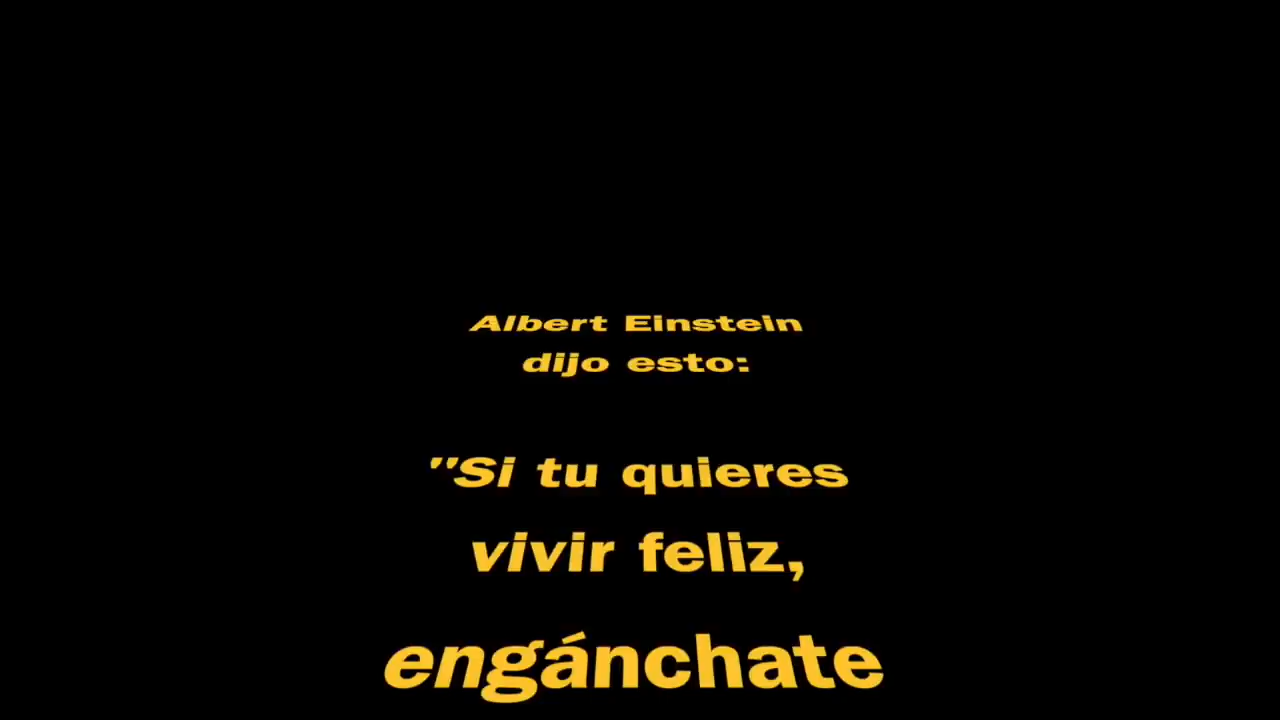 Albert Einstein
dijo esto:
"Si tu quieres
vivir feliz,
engánchate